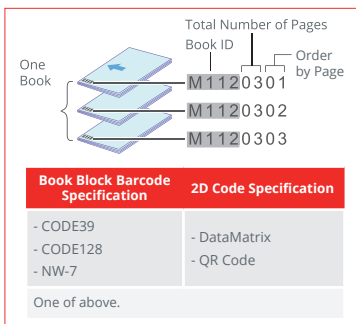 Total Number of Pages
Book ID
Order
by Page
One
Book
M1120301
M1120302
M1120303
Book Block Barcode
Specification
2D Code Specification
- CODE39
- CODE128
- NW-7
- DataMatrix
- QR Code
One of above.